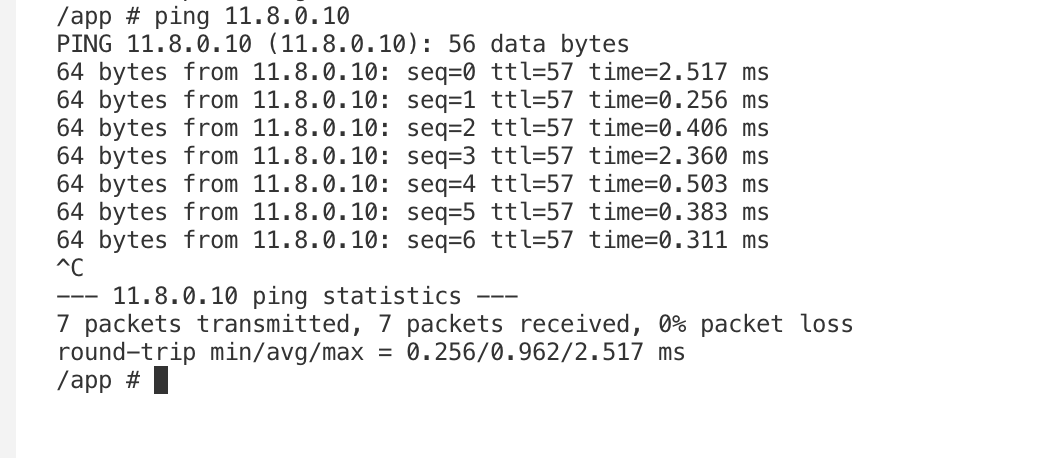 /app # ping 11.8.0.10
PING 11.8.0.10 (11.8.0.10): 56 data bytes
64 bytes from 11.8.0.10: seq=0 ttl=57 time=2.517 ms
64 bytes from 11.8.0.10: seq=1 ttl=57 time=0.256 ms
64 bytes from 11.8.0.10: seq=2 ttl=57 time=0.406 ms
64 bytes from 11.8.0.10: seq=3 ttl=57 time=2.360 ms
64 bytes from 11.8.0.10: seq=4 ttl=57 time=0.503 ms
64 bytes from 11.8.0.10: seq=5 ttl=57 time=0.383 ms
64 bytes from 11.8.0.10: seq=6 ttl=57 time=0.311 ms
^C
--- 11.8.0.10 ping statistics ---
7 packets transmitted, 7 packets received, 0% packet loss
round-trip min/avg/max = 0.256/0.962/2.517 ms
/app #